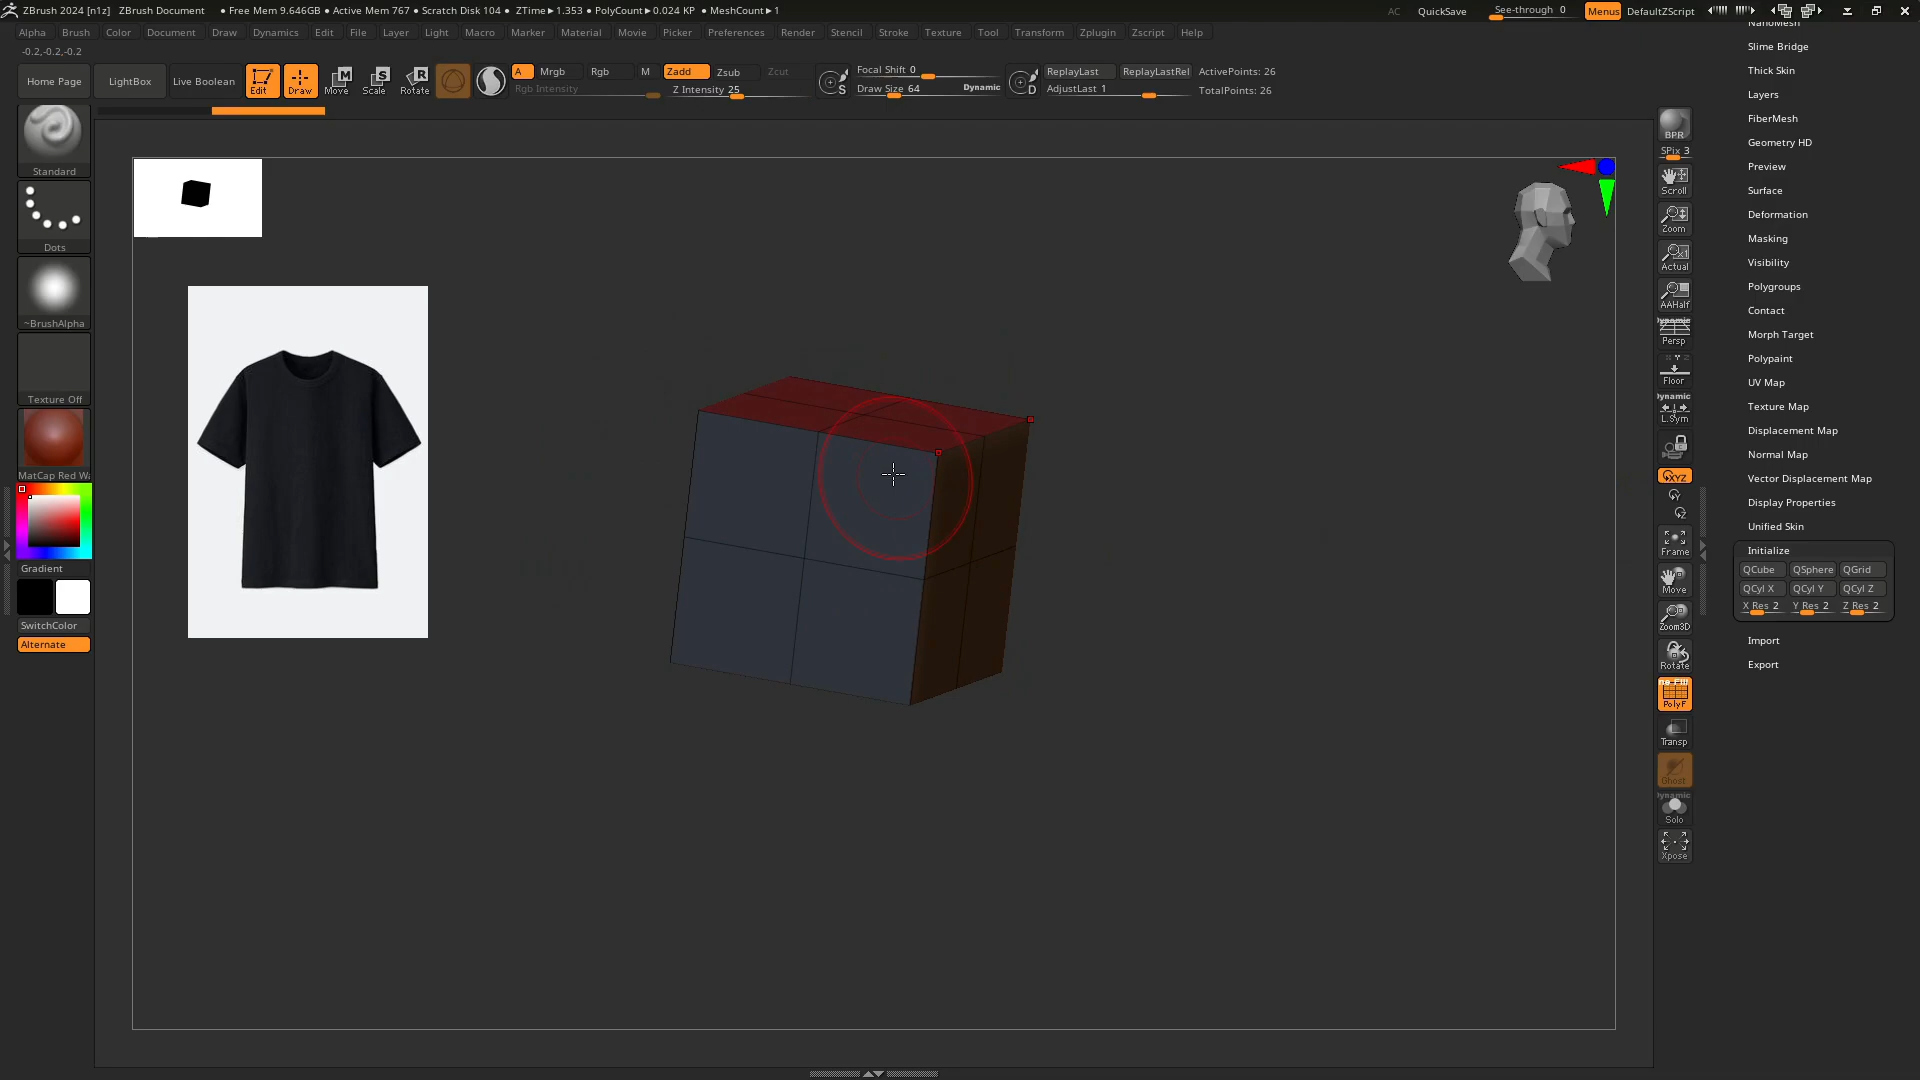 ZBrush 2024 [n1z] ZBrush Document ● Free Mem 9.646GB ● Active Mem 767 ● Scratch Disk 104 ● ZTime►1.353 ● PolyCount►0.024 KP ● MeshCount►1 AC QuickSave See-through 0 Menus DefaultZScript
Alpha Brush Color Document Draw Dynamics Edit File Layer Light Macro Marker Material Movie Picker Preferences Render Stencil Stroke Texture Tool Transform Zplugin Zscript Help
-0.2,-0.2,-0.2
Home Page LightBox Live Boolean Edit Draw Move Scale Rotate A Mrgb Rgb M Zadd Zsub Zcut
Rgb Intensity Z Intensity 25
Focal Shift 0
Draw Size 64 Dynamic
S
D
ReplayLast ReplayLastRel ActivePoints: 26
AdjustLast 1 TotalPoints: 26
Standard
Dots
~BrushAlpha
Texture Off
MatCap Red Wa
Gradient
SwitchColor
Alternate
BPR
SPix 3
Scroll
Zoom
Actual
AAHalf
Dynamic
Persp
Floor
Dynamic
L.Sym
XYZ
Y
Z
Frame
Move
Zoom3D
Rotate
PolyF
Transp
Ghost
Dynamic
Solo
Xpose
NanoMesh
Slime Bridge
Thick Skin
Layers
FiberMesh
Geometry HD
Preview
Surface
Deformation
Masking
Visibility
Polygroups
Contact
Morph Target
Polypaint
UV Map
Texture Map
Displacement Map
Normal Map
Vector Displacement Map
Display Properties
Unified Skin
Initialize
QCube QSphere QGrid
QCyl X QCyl Y QCyl Z
X Res 2 Y Res 2 Z Res 2
Import
Export